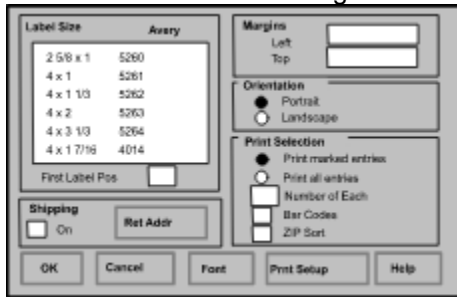 Label Size Avery
2 5/8 x 1 5260
4 x 1 5261
4 x 1 1/3 5262
4 x 2 5263
4 x 3 1/3 5264
4 x 1 7/16 4014
First Label Pos
Shipping
On
Ret Addr
Margins
Left
Top
Orientation
Portrait
Landscape
Print Selection
Print marked entries
Print all entries
Number of Each
Bar Codes
ZIP Sort
OK Cancel Font Prnt Setup Help